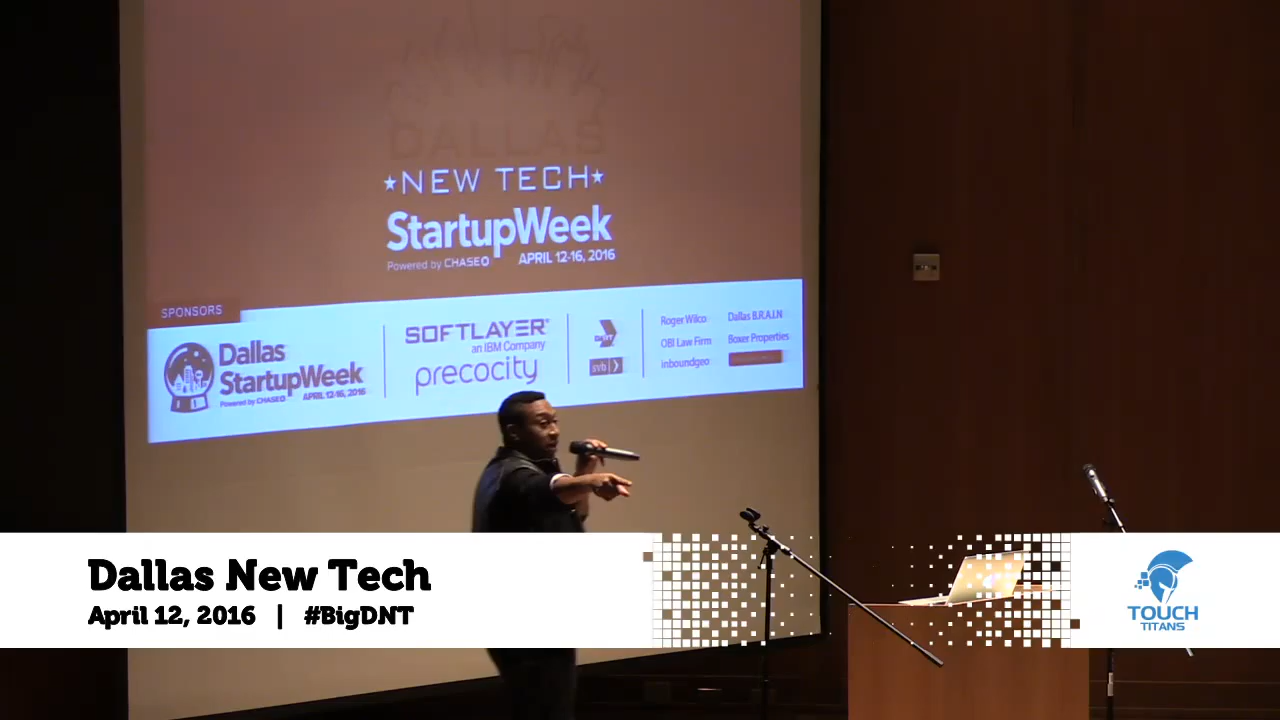 DALLAS
★NEW TECH★
StartupWeek
Powered by CHASE
APRIL 12-16, 2016
SPONSORS
Dallas
StartupWeek
Powered by CHASE
APRIL 12-16, 2016
SOFTLAYER®
an IBM Company
precocity
svb
Roger Wilco
OBI Law Firm
inboundgeo
Dallas B.R.A.I.N
Boxer Properties
Dallas New Tech
April 12, 2016 | #BigDNT
TOUCH
TITANS